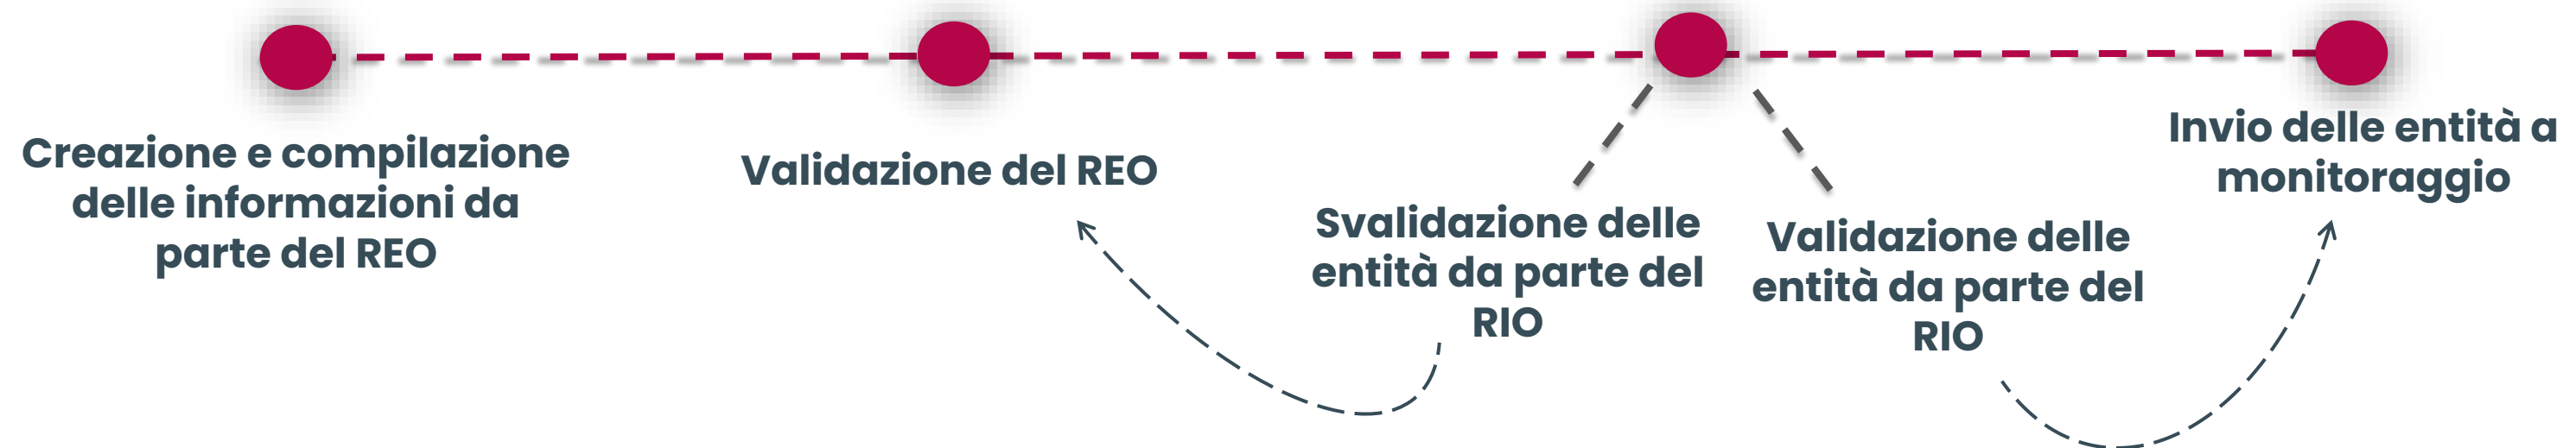 Creazione e compilazione
delle informazioni da
parte del REO
Validazione del REO
Svalidazione delle
entità da parte del
RIO
Validazione delle
entità da parte del
RIO
Invio delle entità a
monitoraggio